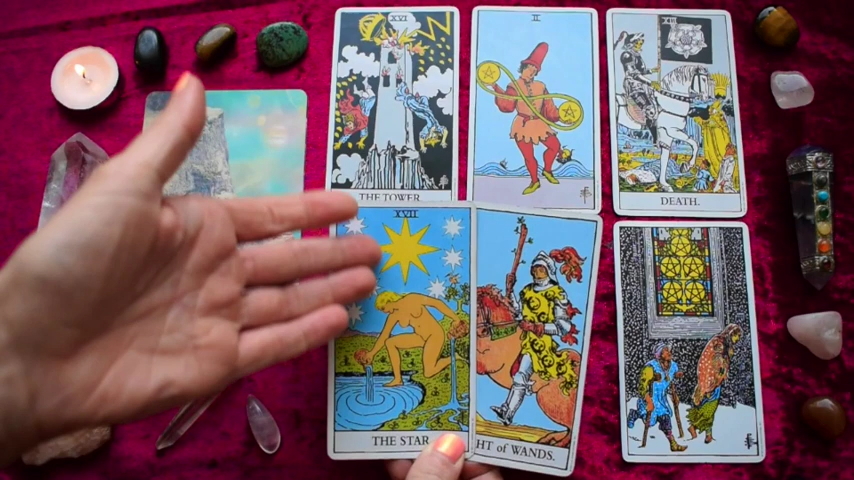 XVI
THE TOWER.
II
XIII
DEATH.
XVII
THE STAR.
HT of WANDS.